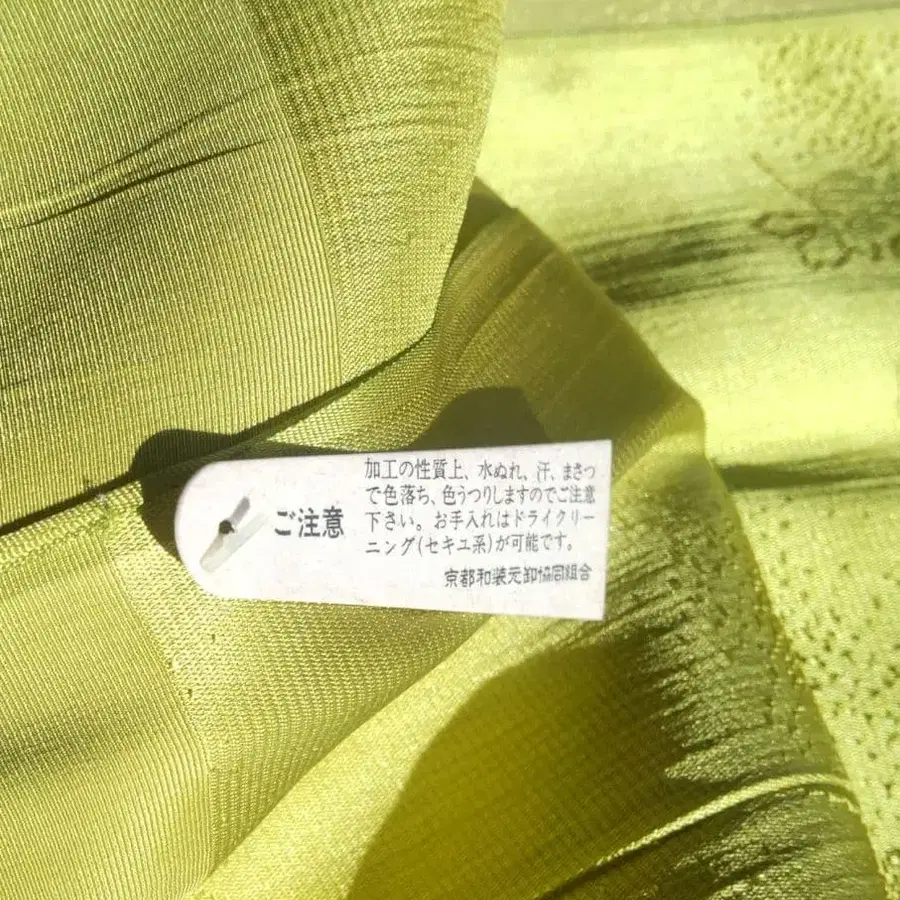 ご注意
加工の性質上、水ぬれ、汗、まさつ
で色落ち、色うつりしますのでご注意
下さい。お手入れはドライクリー
ニング(セキユ系)が可能です。
京都和装元卸協同組合